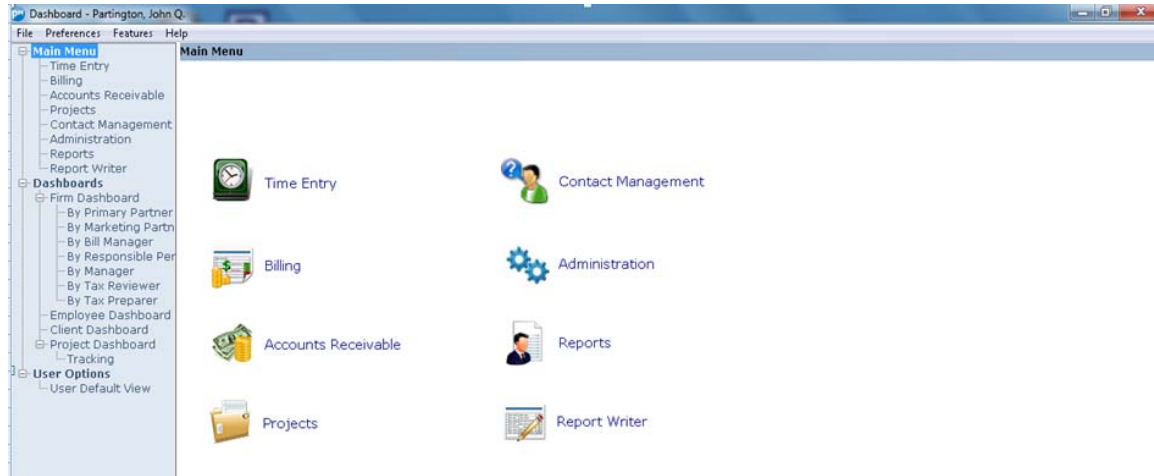 Dashboard - Partington, John Q.
File Preferences Features Help
Main Menu
Time Entry
Billing
Accounts Receivable
Projects
Contact Management
Administration
Reports
Report Writer
Dashboards
Firm Dashboard
By Primary Partner
By Marketing Partn
By Bill Manager
By Responsible Per
By Manager
By Tax Reviewer
By Tax Preparer
Employee Dashboard
Client Dashboard
Project Dashboard
Tracking
User Options
User Default View
Main Menu
Time Entry
Contact Management
Billing
Administration
Accounts Receivable
Reports
Projects
Report Writer